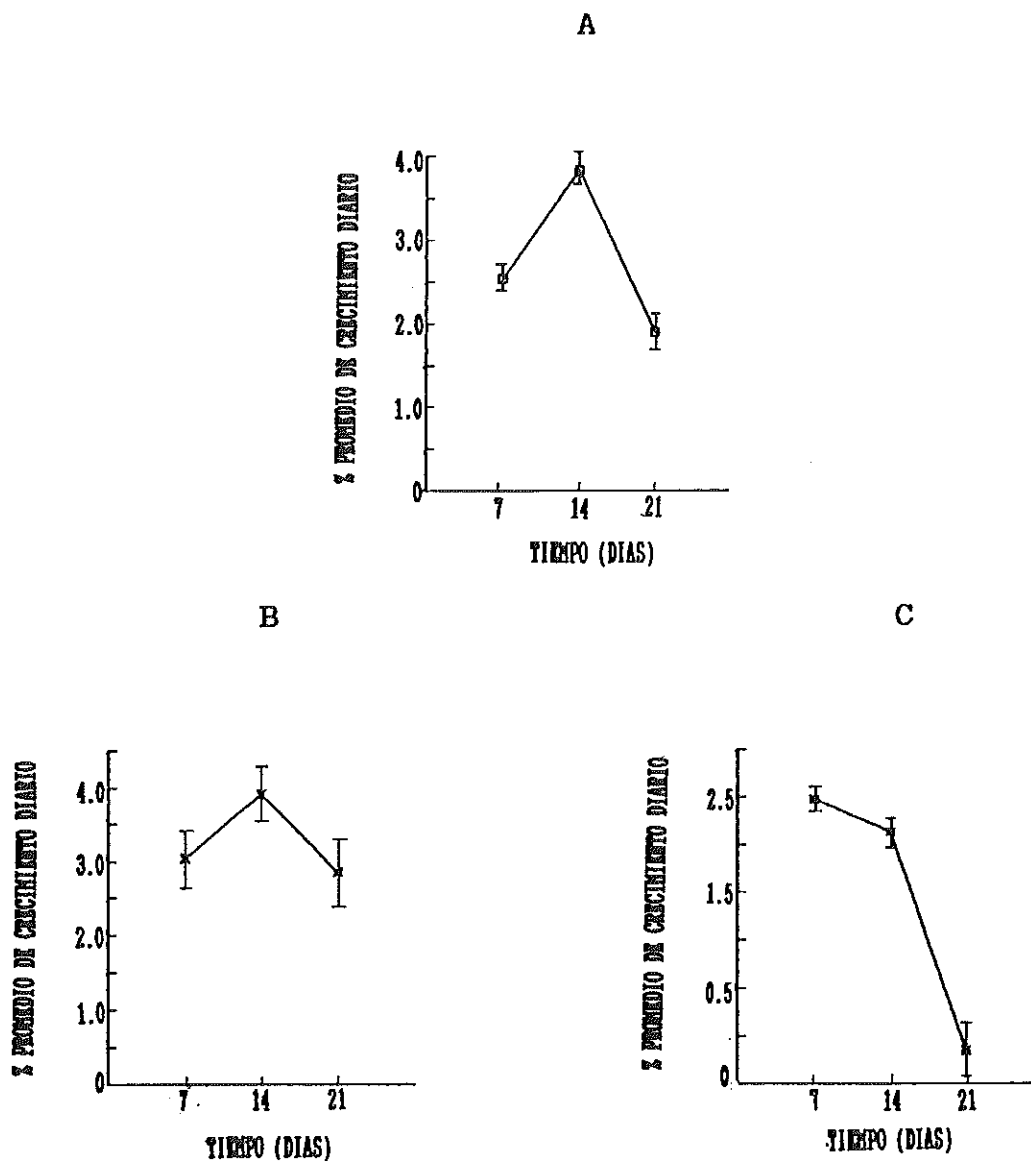 A
% PROMEDIO DE CRECIMIENTO DIARIO
4.0
3.0
2.0
1.0
0
7 14 21
TIEMPO (DIAS)
B
% PROMEDIO DE CRECIMIENTO DIARIO
4.0
3.0
2.0
1.0
0
7 14 21
TIEMPO (DIAS)
C
% PROMEDIO DE CRECIMIENTO DIARIO
2.5
1.5
0.5
0
7 14 21
TIEMPO (DIAS)